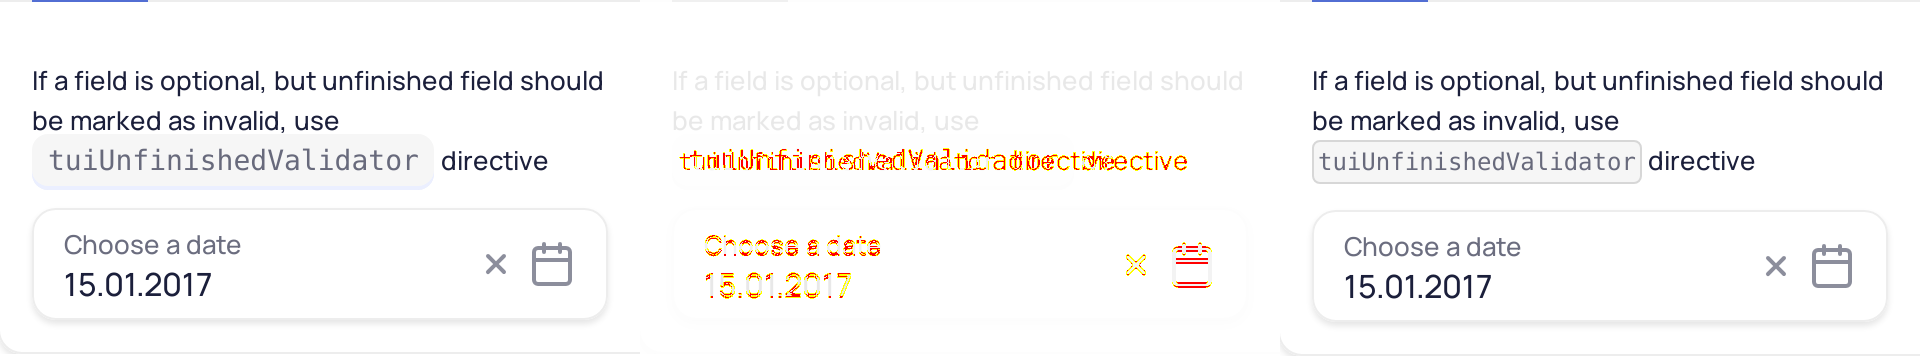 If a field is optional, but unfinished field should
be marked as invalid, use
tuiUnfinishedValidator directive
Choose a date
15.01.2017
If a field is optional, but unfinished field should
be marked as invalid, use
directive
Choose a date
15.01.2017
If a field is optional, but unfinished field should
be marked as invalid, use
tuiUnfinishedValidator directive
Choose a date
15.01.2017